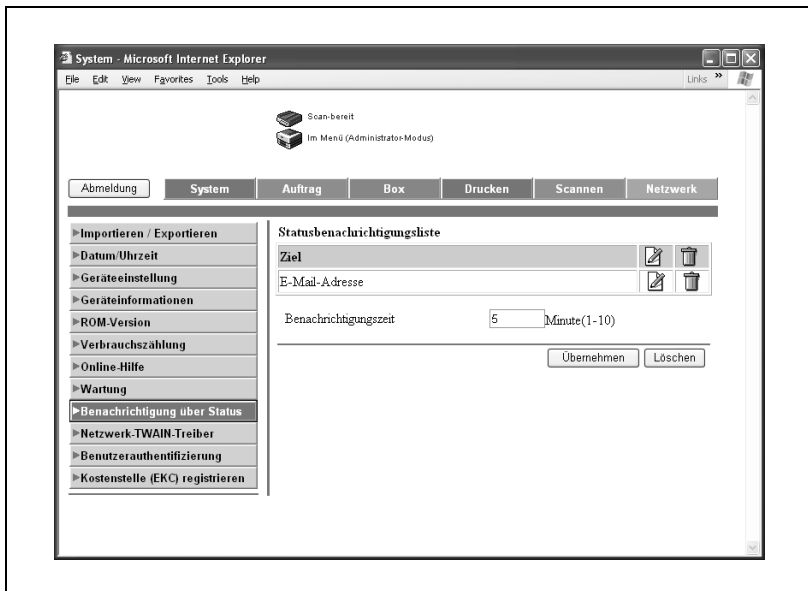 System - Microsoft Internet Explorer
File Edit View Favorites Tools Help
Links »
Scan-bereit
Im Menü (Administrator-Modus)
Abmeldung System Auftrag Box Drucken Scannen Netzwerk
Importieren / Exportieren
Datum/Uhrzeit
Geräteeinstellung
Geräteinformationen
ROM-Version
Verbrauchszählung
Online-Hilfe
Wartung
Benachrichtigung über Status
Netzwerk-TWAIN-Treiber
Benutzerauthentifizierung
Kostenstelle (EKC) registrieren
Statusbenachrichtigungsliste
Ziel
E-Mail-Adresse
Benachrichtigungszeit 5 Minute(1-10)
Übernehmen Löschen